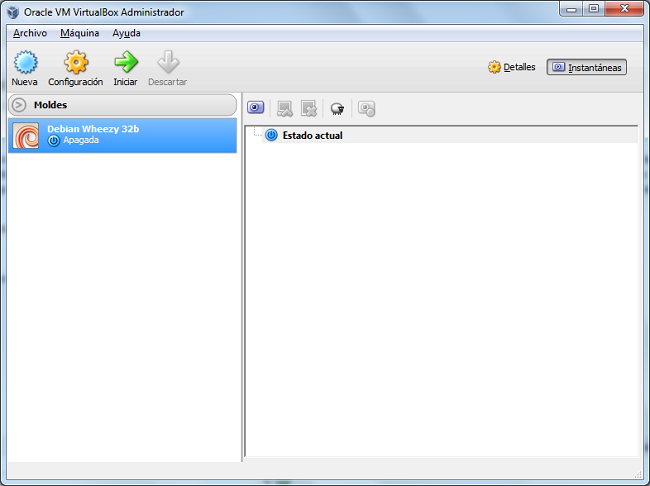 Oracle VM VirtualBox Administrador
Archivo Máquina Ayuda
Nueva Configuración Iniciar Descartar
Detalles Instantáneas
Moldes
Debian Wheezy 32b
Apagada
Estado actual